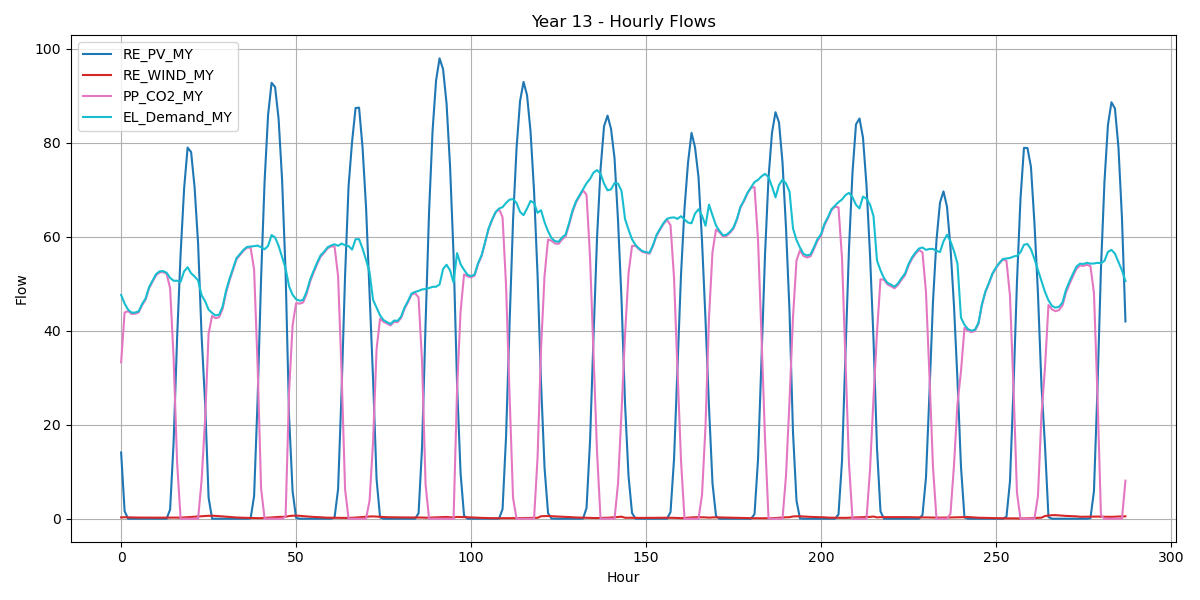 Year 13 - Hourly Flows
RE_PV_MY
RE_WIND_MY
PP_CO2_MY
EL_Demand_MY
Flow
100
80
60
40
20
0
0 50 100 150 200 250 300
Hour